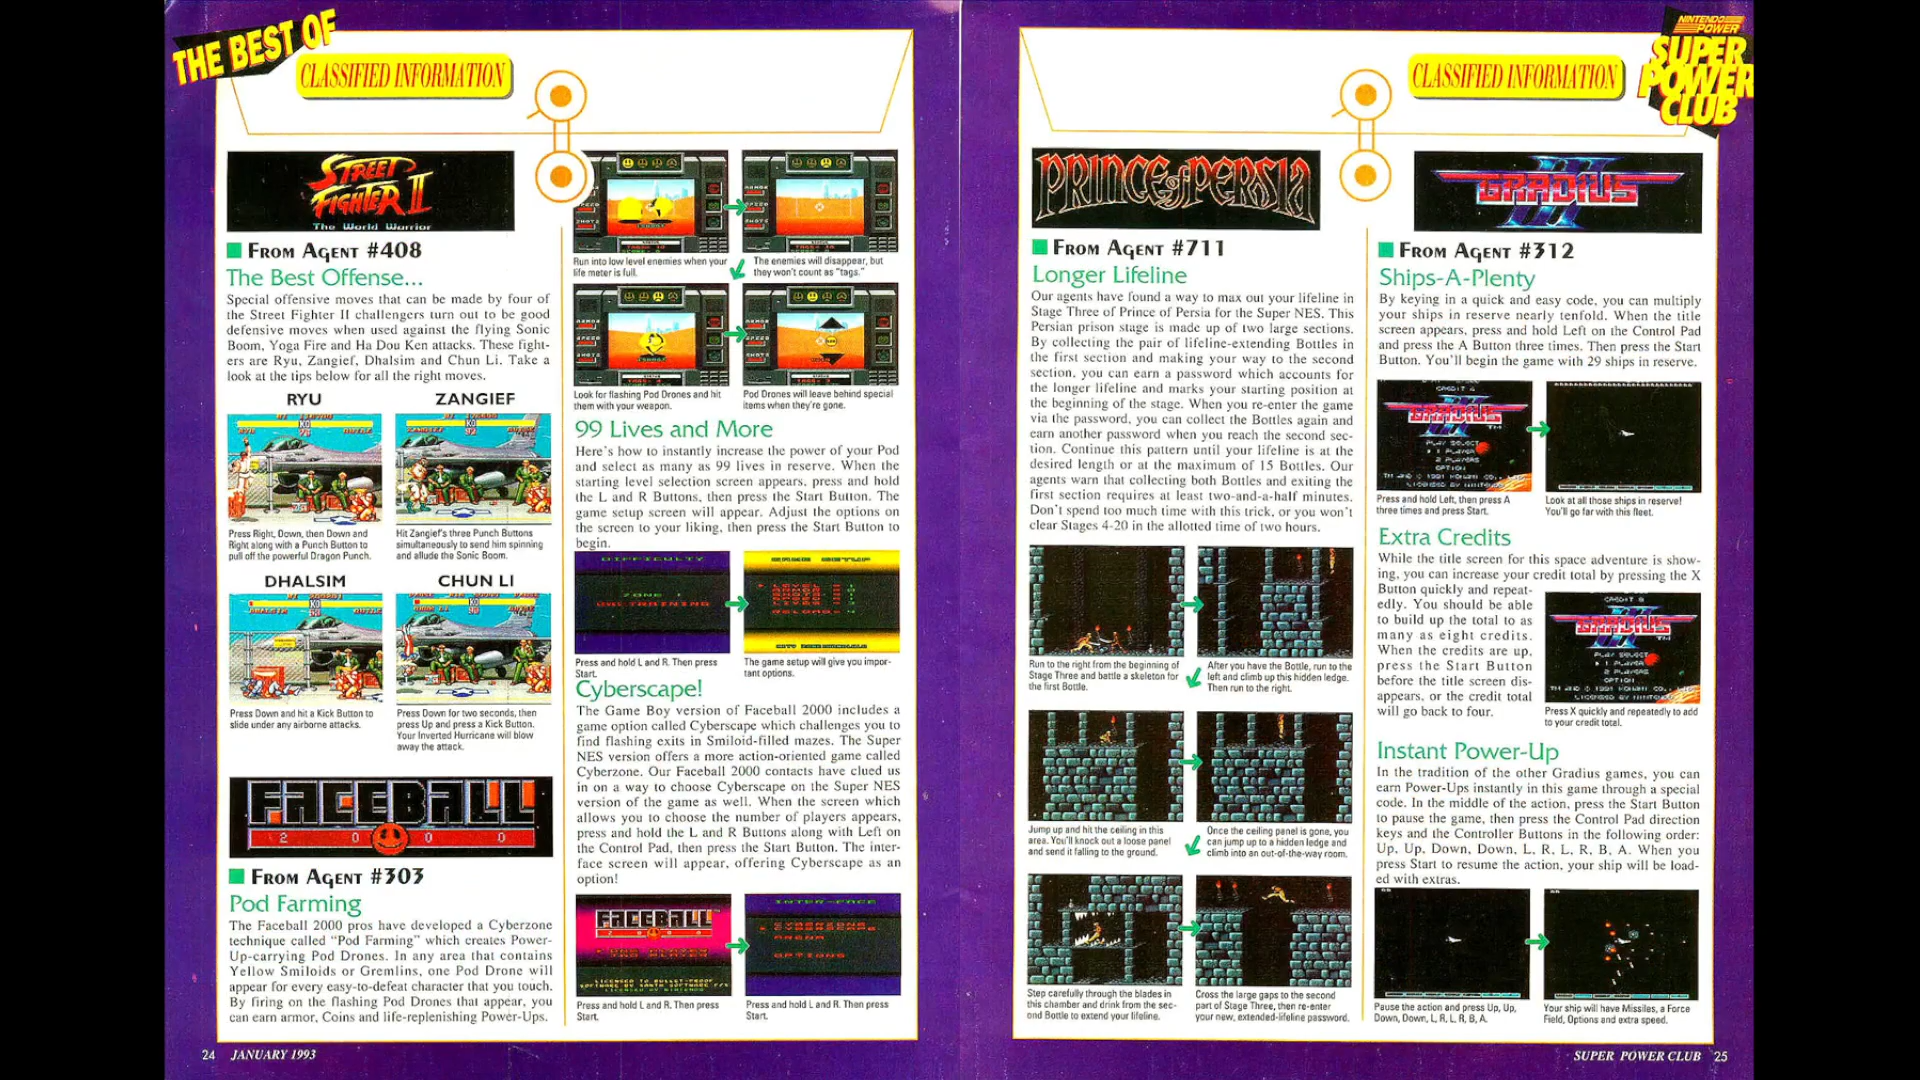 THE BEST OF
CLASSIFIED INFORMATION
STREET
FIGHTER II
The World Warrior
FROM AGENT #408
The Best Offense...
Special offensive moves that can be made by four of
the Street Fighter II challengers turn out to be good
defensive moves when used against the flying Sonic
Boom, Yoga Fire and Ha Dou Ken attacks. These fight-
ers are Ryu, Zangief, Dhalsim and Chun Li. Take a
look at the tips below for all the right moves.
RYU
Press Right, Down, then Down and
Right along with a Punch Button to
pull off the powerful Dragon Punch.
ZANGIEF
Hit Zangief's three Punch Buttons
simultaneously to send him spinning
and allude the Sonic Boom.
DHALSIM
Press Down and hit a Kick Button to
slide under any airborne attacks.
CHUN LI
Press Down for two seconds, then
press Up and press a Kick Button.
Your Inverted Hurricane will blow
away the attack.
FACEBALL
2 0 0 0
FROM AGENT #303
Pod Farming
The Faceball 2000 pros have developed a Cyberzone
technique called "Pod Farming" which creates Power-
Up-carrying Pod Drones. In any area that contains
Yellow Smiloids or Gremlins, one Pod Drone will
appear for every easy-to-defeat character that you touch.
By firing on the flashing Pod Drones that appear, you
can earn armor, Coins and life-replenishing Power-Ups.
Run into low level enemies when your
life meter is full.
The enemies will disappear, but
they won't count as "tags."
Look for flashing Pod Drones and hit
them with your weapon.
Pod Drones will leave behind special
items when they're gone.
99 Lives and More
Here's how to instantly increase the power of your Pod
and select as many as 99 lives in reserve. When the
starting level selection screen appears, press and hold
the L and R Buttons, then press the Start Button. The
game setup screen will appear. Adjust the options on
the screen to your liking, then press the Start Button to
begin.
DIFFICULTY
ZONE 1
Press and hold L and R. Then press
Start.
The game setup will give you impor-
tant options.
Cyberscape!
The Game Boy version of Faceball 2000 includes a
game option called Cyberscape which challenges you to
find flashing exits in Smiloid-filled mazes. The Super
NES version offers a more action-oriented game called
Cyberzone. Our Faceball 2000 contacts have clued us
in on a way to choose Cyberscape on the Super NES
version of the game as well. When the screen which
allows you to choose the number of players appears,
press and hold the L and R Buttons along with Left on
the Control Pad, then press the Start Button. The inter-
face screen will appear, offering Cyberscape as an
option!
FACEBALL
2 0 0 0
INTER-FACE
CYBERZONE
CYBERSCAPE
ARENA
OPTIONS
Press and hold L and R. Then press
Start.
Press and hold L and R. Then press
Start.
24 JANUARY 1993
CLASSIFIED INFORMATION
NINTENDO POWER
SUPER
POWER
CLUB
PRINCE of PERSIA
FROM AGENT #711
Longer Lifeline
Our agents have found a way to max out your lifeline in
Stage Three of Prince of Persia for the Super NES. This
Persian prison stage is made up of two large sections.
By collecting the pair of lifeline-extending Bottles in
the first section and making your way to the second
section, you can earn a password which accounts for
the longer lifeline and marks your starting position at
the beginning of the stage. When you re-enter the game
via the password, you can collect the Bottles again and
earn another password when you reach the second sec-
tion. Continue this pattern until your lifeline is at the
desired length or at the maximum of 15 Bottles. Our
agents warn that collecting both Bottles and exiting the
first section requires at least two-and-a-half minutes.
Don't spend too much time with this trick, or you won't
clear Stages 4-20 in the allotted time of two hours.
Run to the right from the beginning of
Stage Three and battle a skeleton for
the first Bottle.
After you have the Bottle, run to the
left and climb up this hidden ledge.
Then run to the right.
Jump up and hit the ceiling in this
area. You'll knock out a loose panel
and send it falling to the ground.
Once the ceiling panel is gone, you
can jump up to a hidden ledge and
climb into an out-of-the-way room.
Step carefully through the blades in
this chamber and drink from the sec-
ond Bottle to extend your lifeline.
Cross the large gaps to the second
part of Stage Three, then re-enter
your new, extended-lifeline password.
GRADIUS III
FROM AGENT #312
Ships-A-Plenty
By keying in a quick and easy code, you can multiply
your ships in reserve nearly tenfold. When the title
screen appears, press and hold Left on the Control Pad
and press the A Button three times. Then press the Start
Button. You'll begin the game with 29 ships in reserve.
CREDIT 4
GRADIUS III
PLAY SELECT
1 PLAYER
2 PLAYERS
OPTION
Press and hold Left, then press A
three times and press Start.
Look at all those ships in reserve!
You'll go far with this fleet.
Extra Credits
While the title screen for this space adventure is show-
ing, you can increase your credit total by pressing the X
Button quickly and repeat-
edly. You should be able
to build up the total to as
many as eight credits.
When the credits are up,
press the Start Button
before the title screen dis-
appears, or the credit total
will go back to four.
CREDIT 8
GRADIUS III
PLAY SELECT
1 PLAYER
2 PLAYERS
OPTION
TM AND © 1991 KONAMI CO., LTD.
LICENSED BY NINTENDO
Press X quickly and repeatedly to add
to your credit total.
Instant Power-Up
In the tradition of the other Gradius games, you can
earn Power-Ups instantly in this game through a special
code. In the middle of the action, press the Start Button
to pause the game, then press the Control Pad direction
keys and the Controller Buttons in the following order:
Up, Up, Down, Down, L, R, L, R, B, A. When you
press Start to resume the action, your ship will be load-
ed with extras.
Pause the action and press Up, Up,
Down, Down, L, R, L, R, B, A.
Your ship will have Missiles, a Force
Field, Options and extra speed.
SUPER POWER CLUB 25